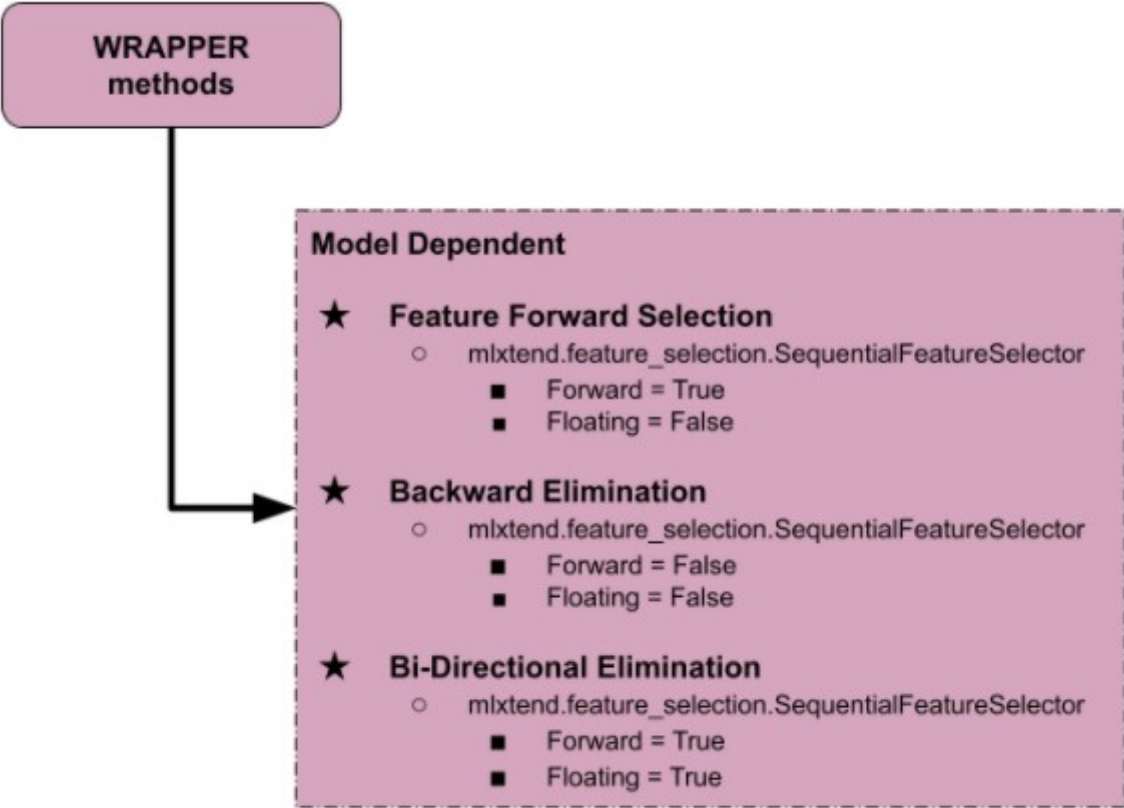 WRAPPER
methods
Model Dependent
★ Feature Forward Selection
○ mlxtend.feature_selection.SequentialFeatureSelector
■ Forward = True
■ Floating = False
★ Backward Elimination
○ mlxtend.feature_selection.SequentialFeatureSelector
■ Forward = False
■ Floating = False
★ Bi-Directional Elimination
○ mlxtend.feature_selection.SequentialFeatureSelector
■ Forward = True
■ Floating = True